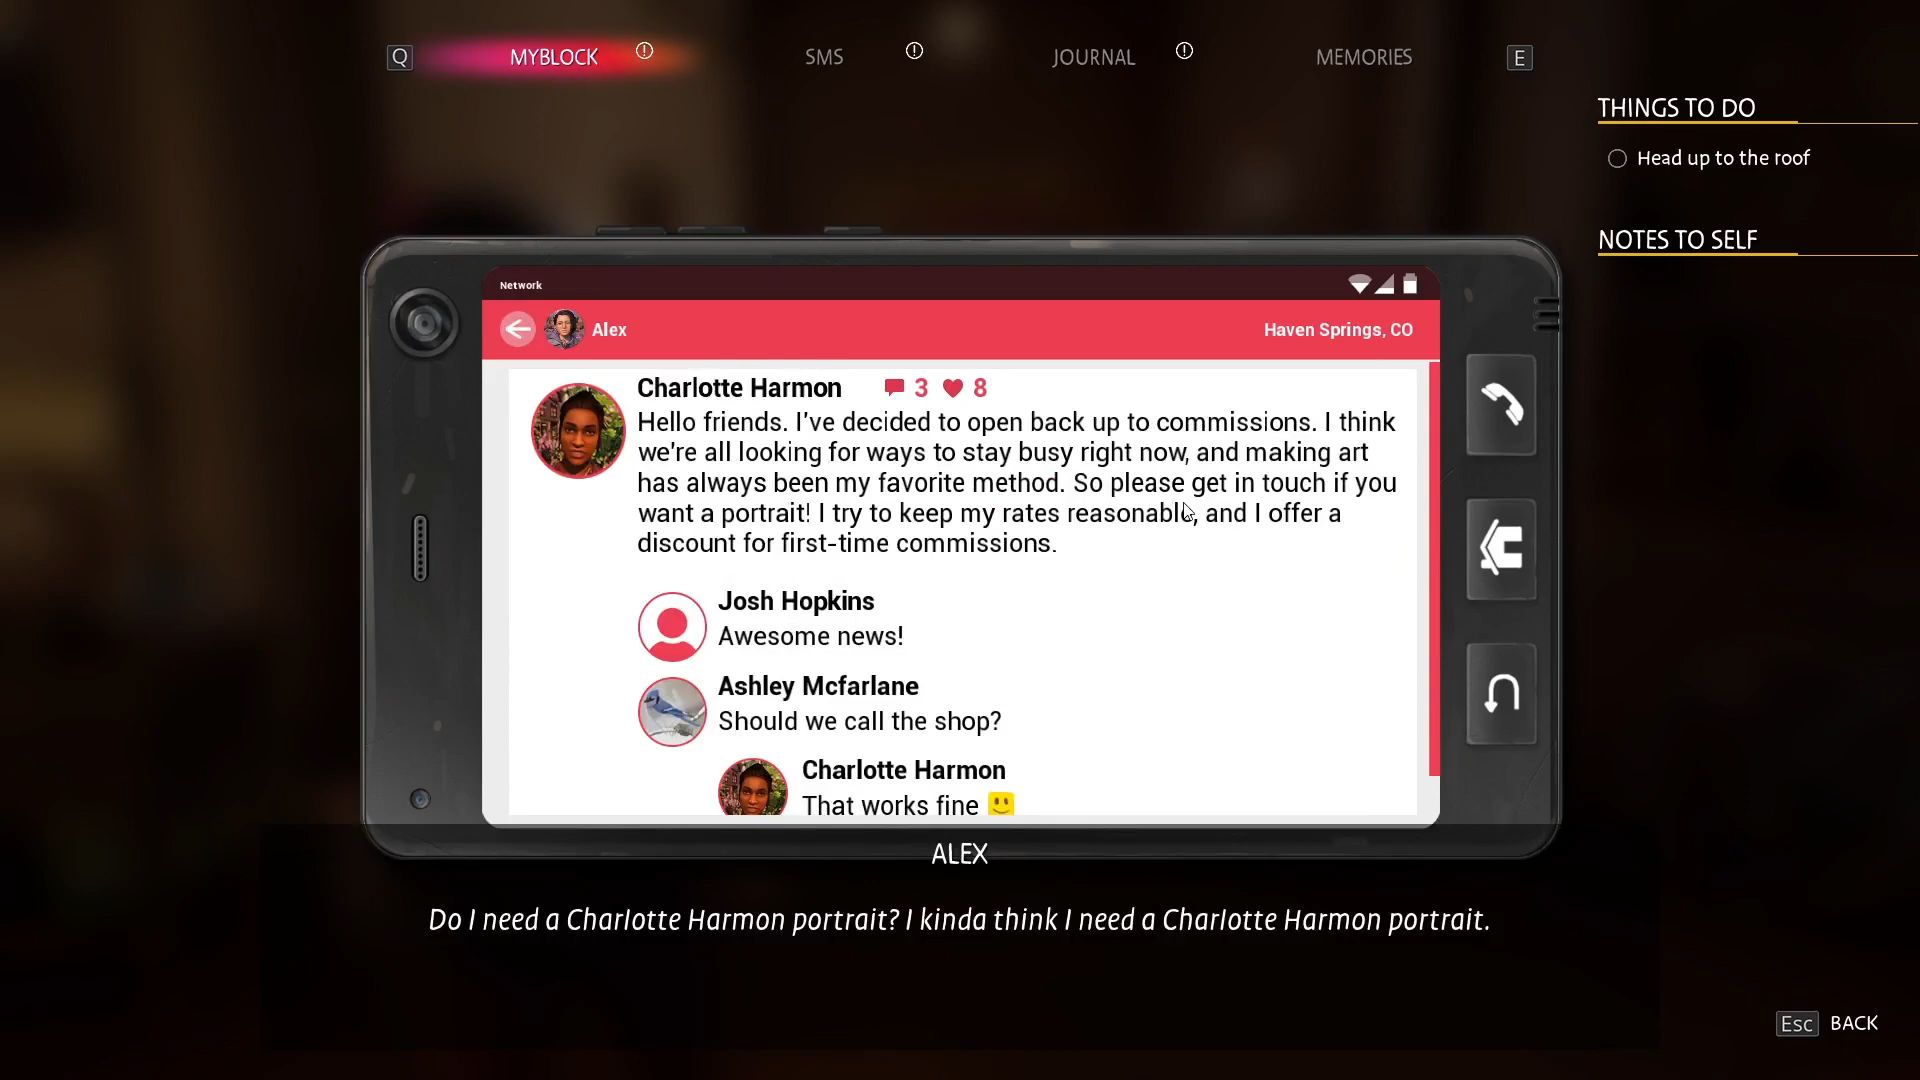 Q MYBLOCK ! SMS ! JOURNAL ! MEMORIES E
THINGS TO DO
Head up to the roof
NOTES TO SELF
Network
Alex Haven Springs, CO
Charlotte Harmon 3 8
Hello friends. I've decided to open back up to commissions. I think
we're all looking for ways to stay busy right now, and making art
has always been my favorite method. So please get in touch if you
want a portrait! I try to keep my rates reasonable, and I offer a
discount for first-time commissions.
Josh Hopkins
Awesome news!
Ashley Mcfarlane
Should we call the shop?
Charlotte Harmon
That works fine
ALEX
Do I need a Charlotte Harmon portrait? I kinda think I need a Charlotte Harmon portrait.
Esc BACK